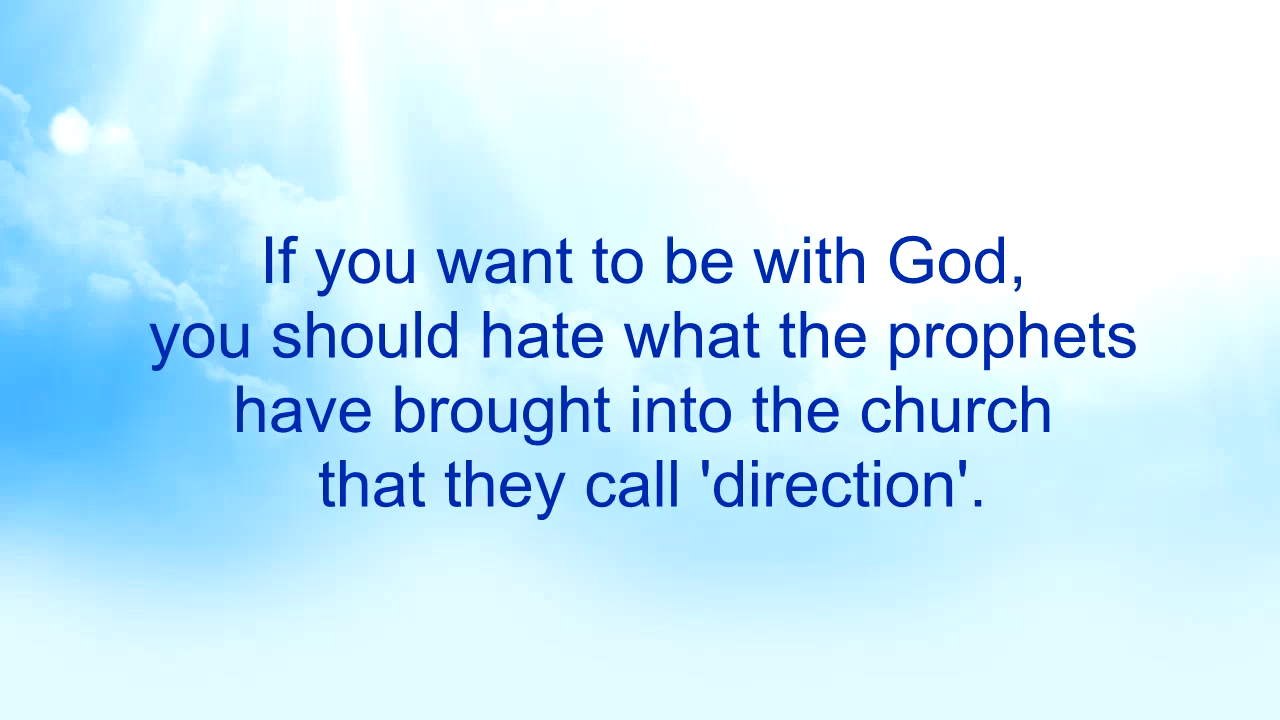 If you want to be with God,
you should hate what the prophets
have brought into the church
that they call 'direction'.